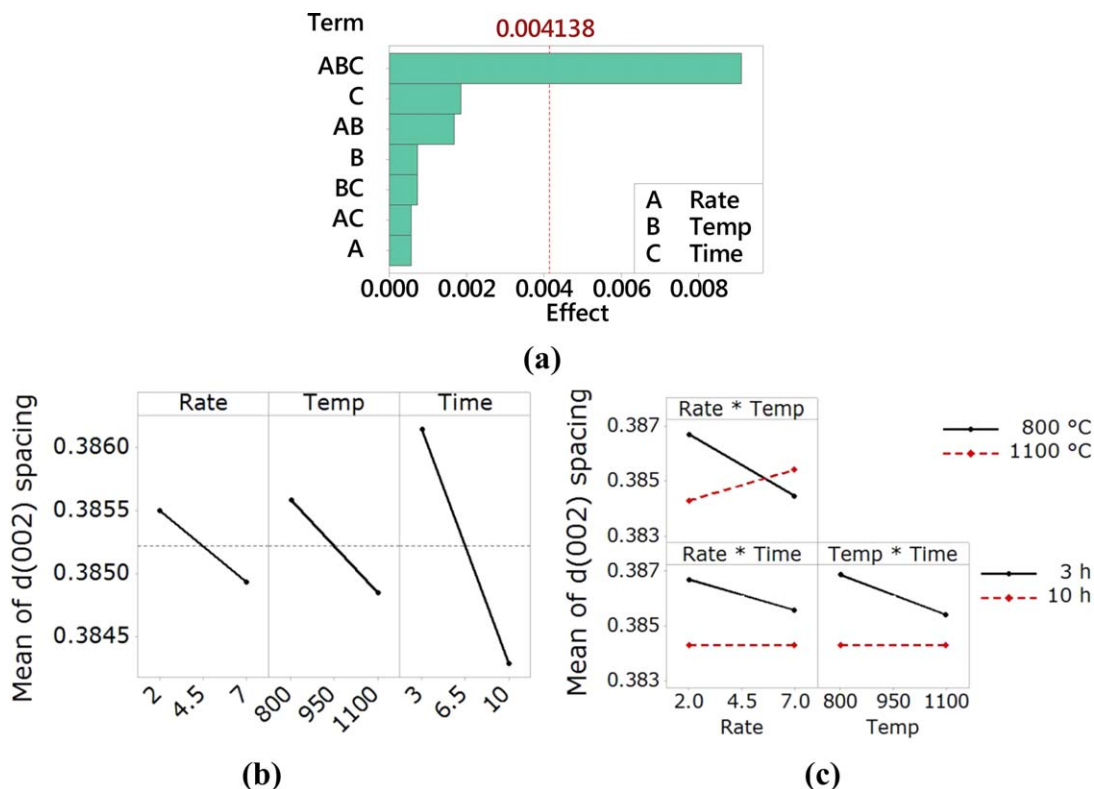 Term
0.004138
ABC
C
AB
B
BC
AC
A
A Rate
B Temp
C Time
0.000 0.002 0.004 0.006 0.008
Effect
(a)
Rate Temp Time
Mean of d(002) spacing
0.3860
0.3855
0.3850
0.3845
2 4.5 7 800 950 1100 3 6.5 10
(b)
Rate * Temp
Mean of d(002) spacing
0.387
0.385
0.383
800 °C
1100 °C
Rate * Time Temp * Time
0.387
0.385
0.383
3 h
10 h
2.0 4.5 7.0 800 950 1100
Rate Temp
(c)